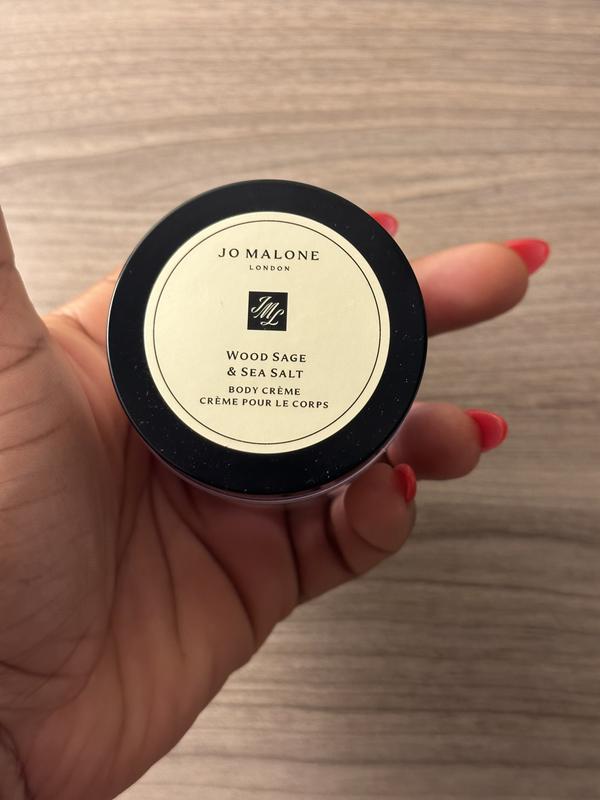 JO MALONE
LONDON
JML
WOOD SAGE
& SEA SALT
BODY CRÈME
CRÈME POUR LE CORPS